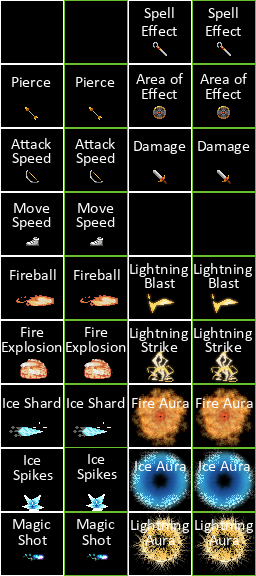 Spell Spell
Effect Effect
Pierce Pierce Area of Area of
Effect Effect
Attack Attack Damage Damage
Speed Speed
Move Move
Speed Speed
Fireball Fireball Lightning Lightning
Blast Blast
Fire Fire Lightning Lightning
Explosion Explosion Strike Strike
Ice Shard Ice Shard Fire Aura Fire Aura
Ice Ice Ice Aura Ice Aura
Spikes Spikes
Magic Magic Lightning Lightning
Shot Shot Aura Aura